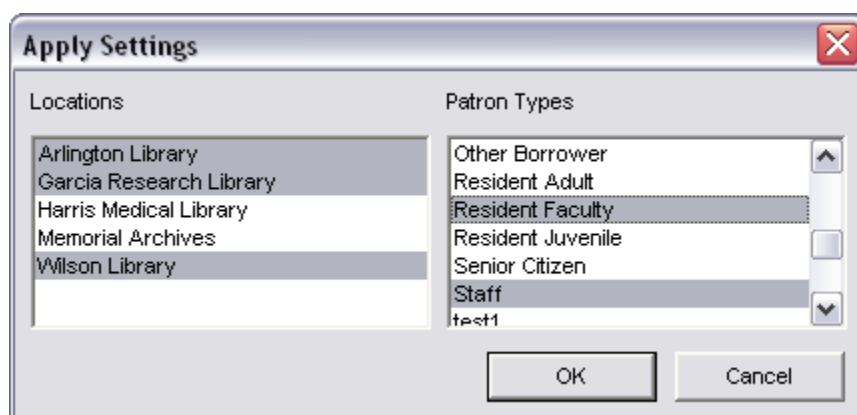 Apply Settings
Locations
Patron Types
Arlington Library
Garcia Research Library
Harris Medical Library
Memorial Archives
Wilson Library
Other Borrower
Resident Adult
Resident Faculty
Resident Juvenile
Senior Citizen
Staff
test1
OK
Cancel